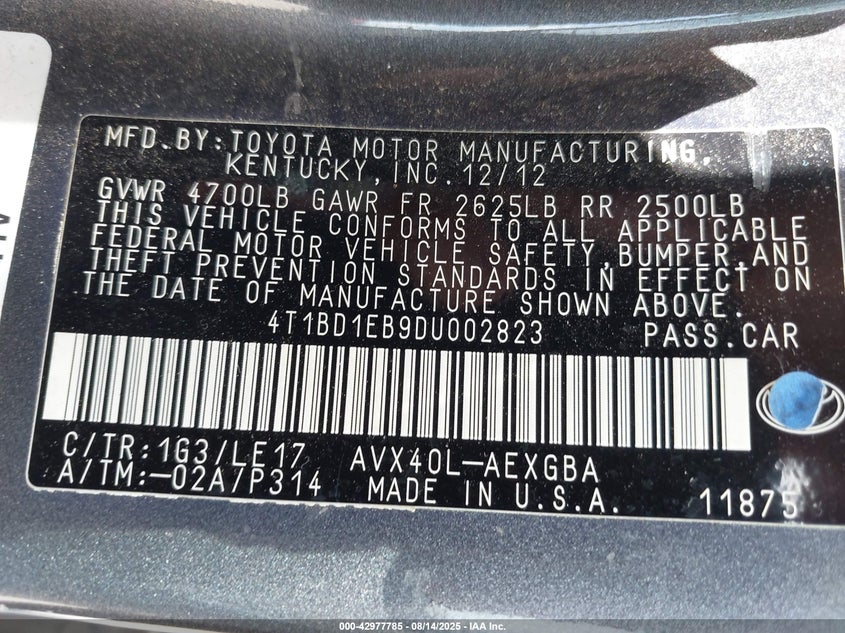 MFD.BY:TOYOTA MOTOR MANUFACTURING,
KENTUCKY, INC. 12/12
GVWR 4700LB GAWR FR 2625LB RR 2500LB
THIS VEHICLE CONFORMS TO ALL APPLICABLE
FEDERAL MOTOR VEHICLE SAFETY, BUMPER, AND
THEFT PREVENTION STANDARDS IN EFFECT ON
THE DATE OF MANUFACTURE SHOWN ABOVE.
4T1BD1EB9DU002823 PASS.CAR
C/TR:1G3/LE17 AVX40L-AEXGBA
A/TM:-02A/P314 MADE IN U.S.A. 11875
000-42977785 - 08/14/2025 - IAA Inc.